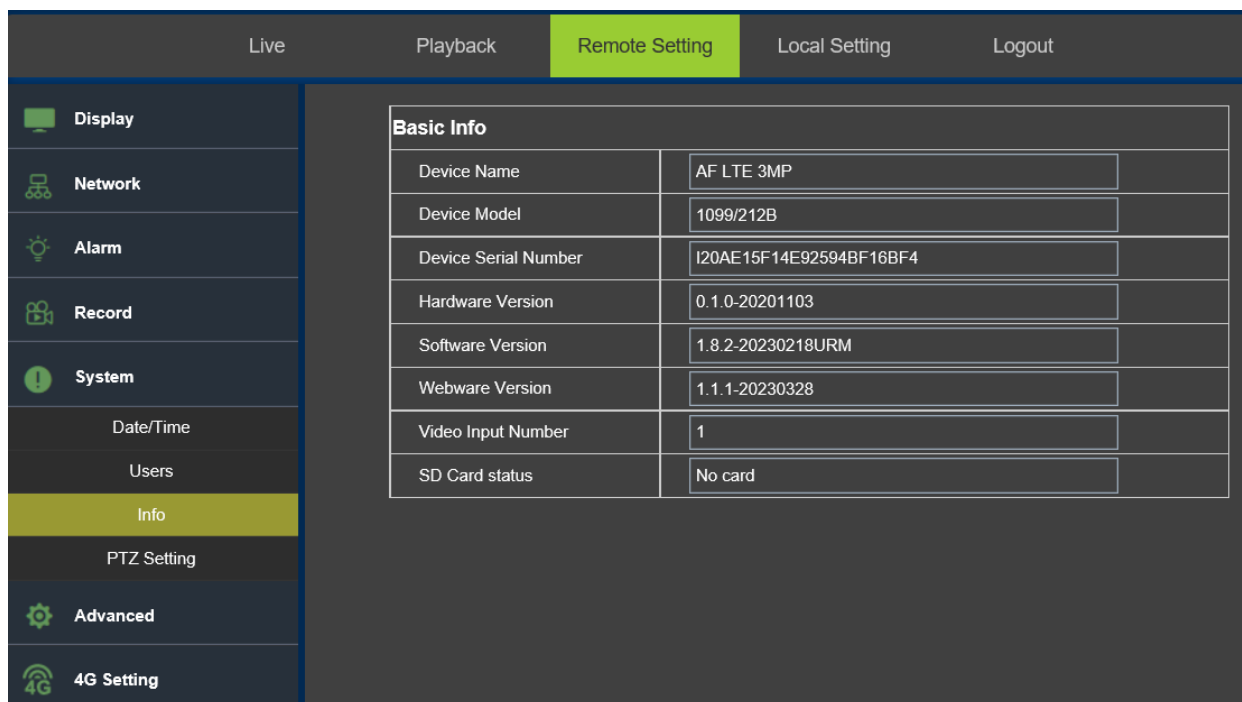 Live Playback Remote Setting Local Setting Logout
Display
Network
Alarm
Record
System
Date/Time
Users
Info
PTZ Setting
Advanced
4G 4G Setting
Basic Info
Device Name AF LTE 3MP
Device Model 1099/212B
Device Serial Number I20AE15F14E92594BF16BF4
Hardware Version 0.1.0-20201103
Software Version 1.8.2-20230218URM
Webware Version 1.1.1-20230328
Video Input Number 1
SD Card status No card